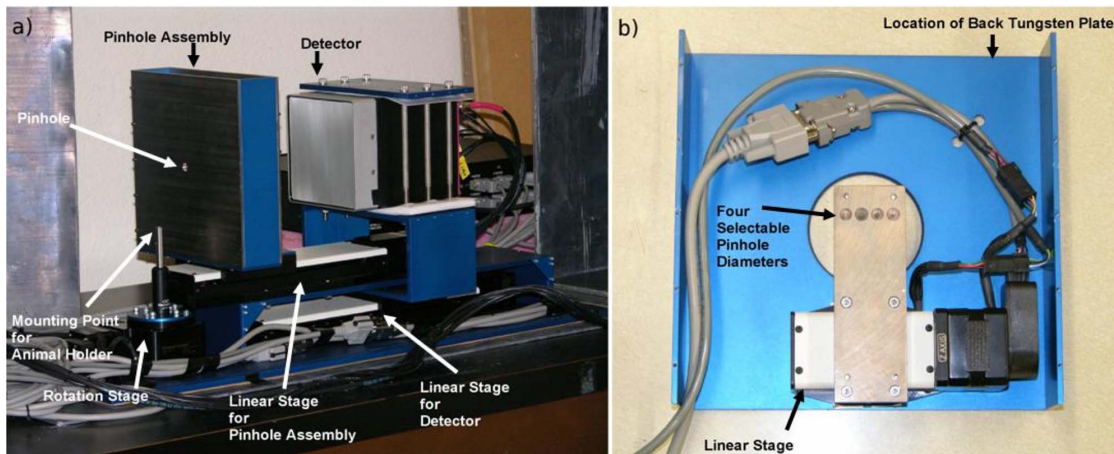 a)
Pinhole Assembly
Detector
Pinhole
Mounting Point
for
Animal Holder
Rotation Stage
Linear Stage
for
Pinhole Assembly
Linear Stage
for
Detector
b)
Location of Back Tungsten Plate
Four
Selectable
Pinhole
Diameters
Z AXIS
Linear Stage